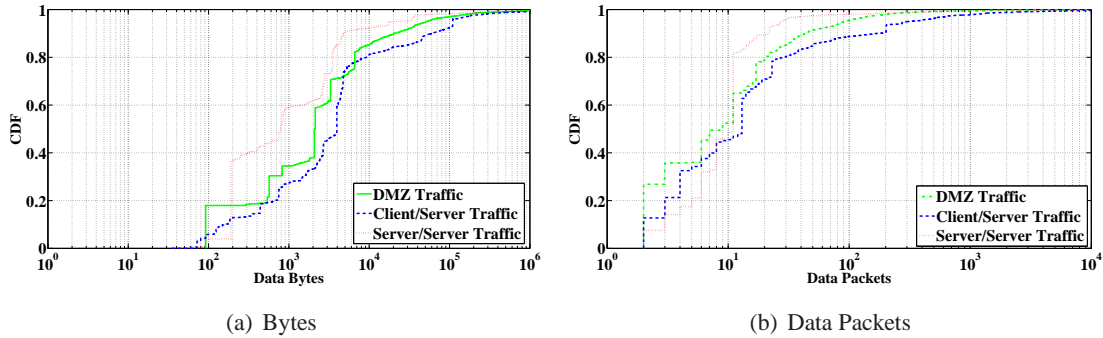 1
0.8
0.6
0.4
0.2
0
CDF
DMZ Traffic
Client/Server Traffic
Server/Server Traffic
10^0 10^1 10^2 10^3 10^4 10^5 10^6
Data Bytes
(a) Bytes
1
0.8
0.6
0.4
0.2
0
CDF
DMZ Traffic
Client/Server Traffic
Server/Server Traffic
10^0 10^1 10^2 10^3 10^4
Data Packets
(b) Data Packets